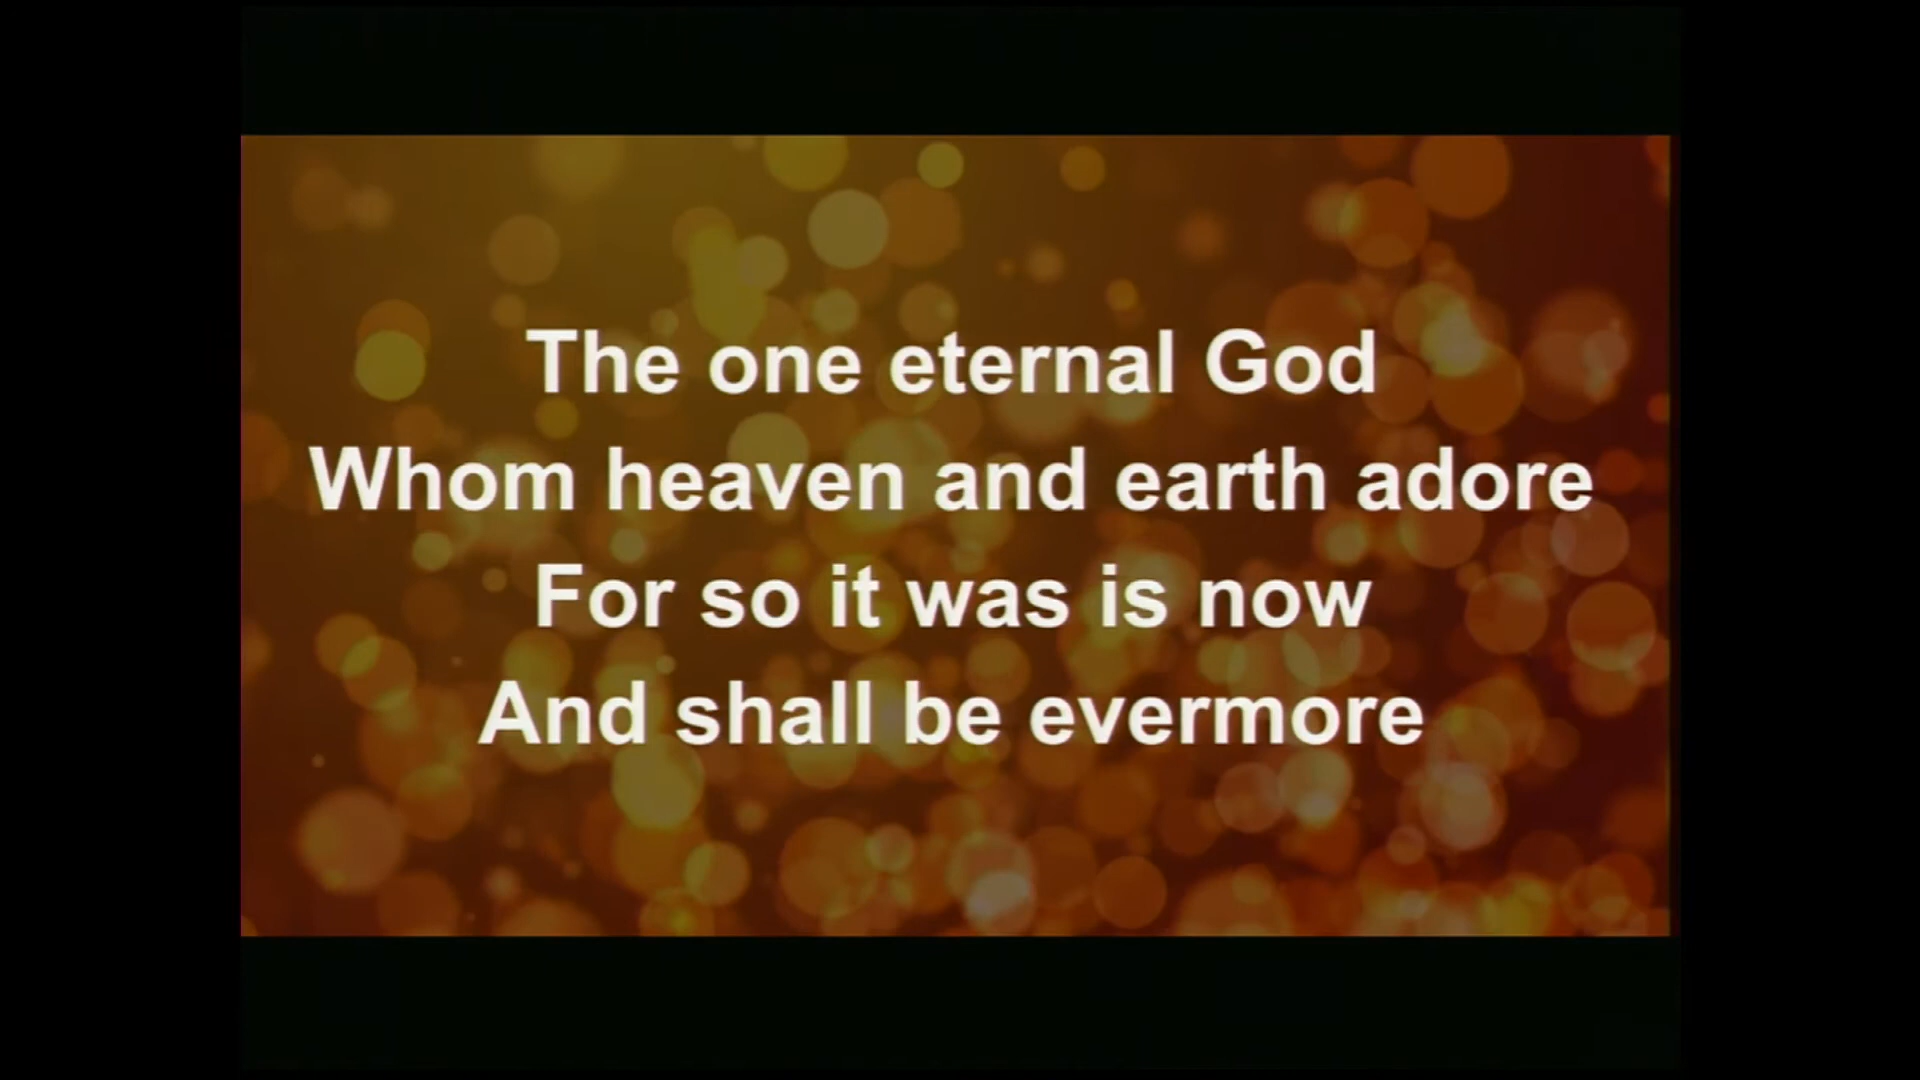 The one eternal God
Whom heaven and earth adore
For so it was is now
And shall be evermore